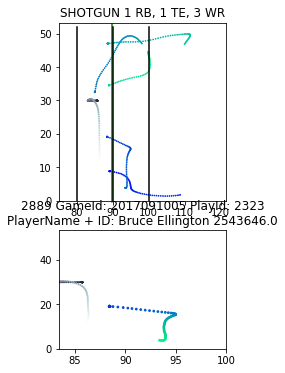 SHOTGUN 1 RB, 1 TE, 3 WR
50
40
30
20
10
0
80 90 100 110 120
2889 GameId: 2017091005 PlayId: 2323
PlayerName + ID: Bruce Ellington 2543646.0
40
20
0
85 90 95 100